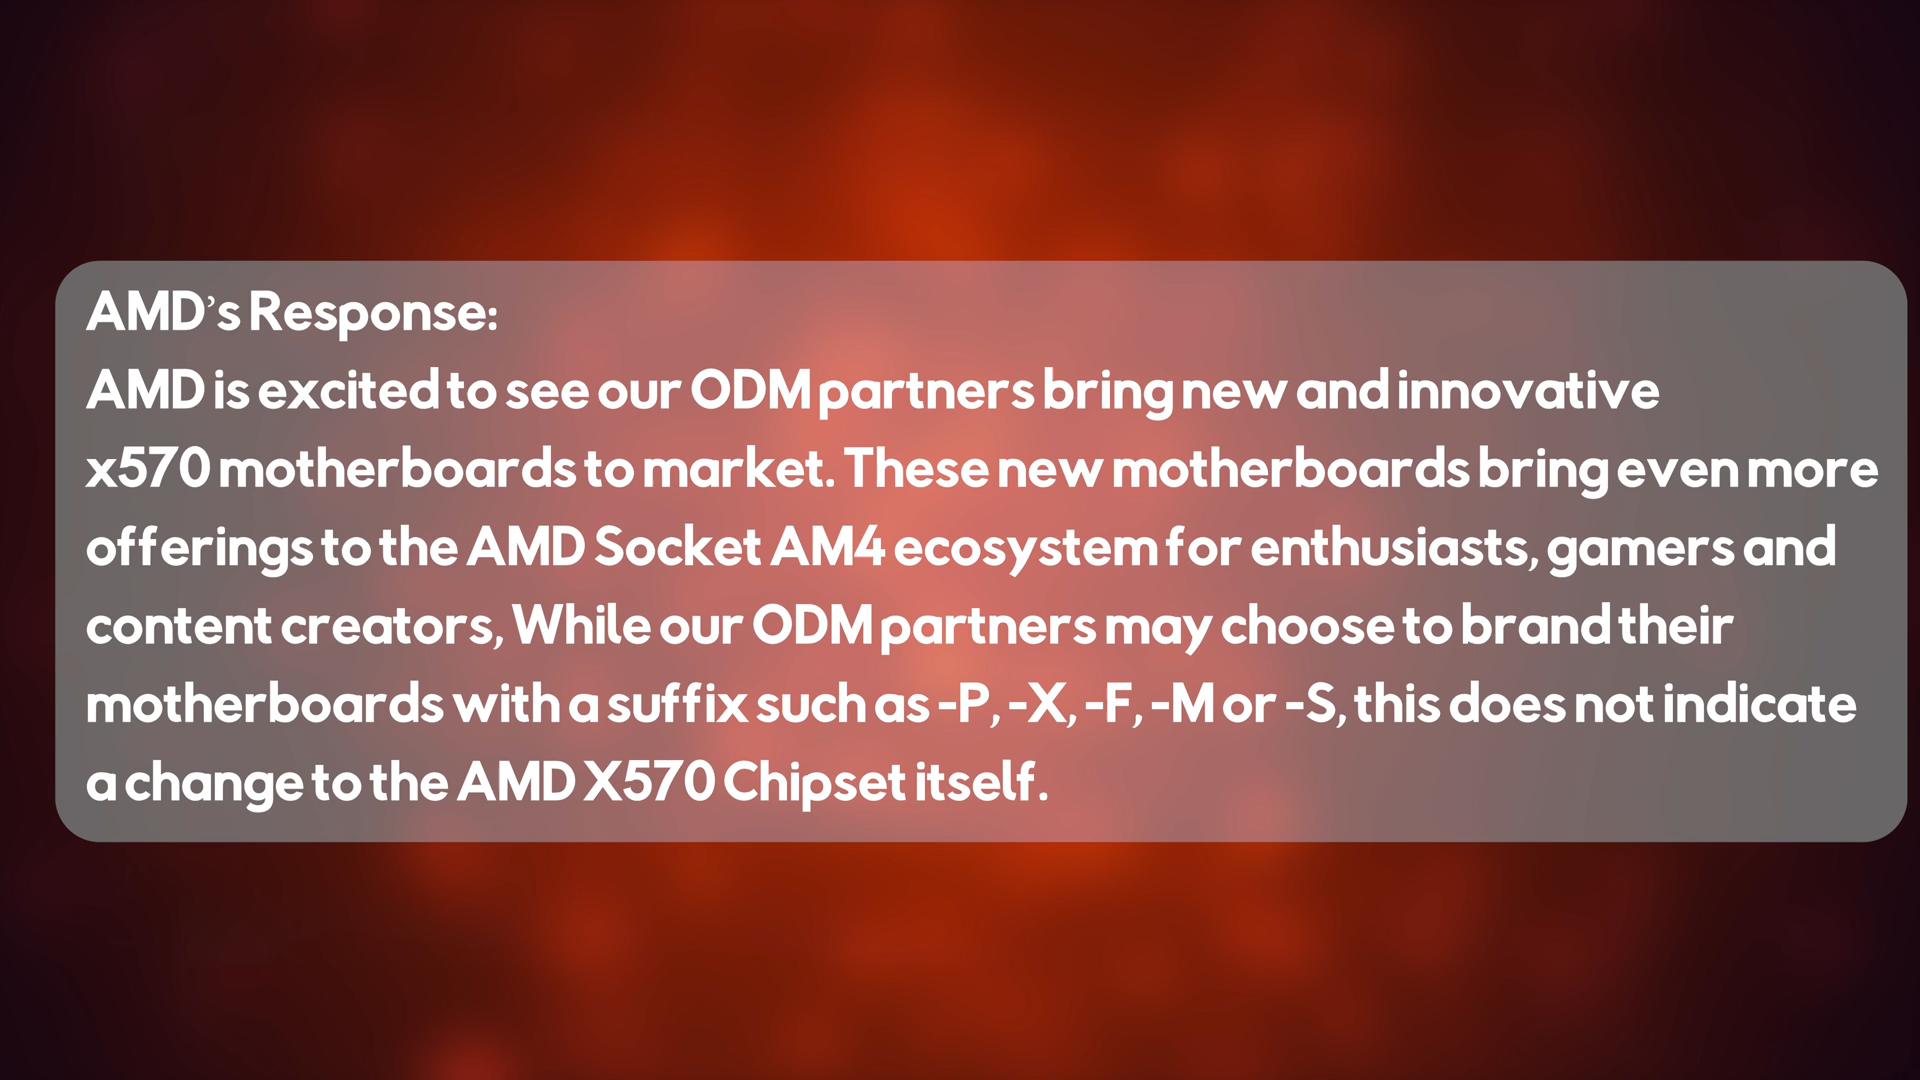 AMD’s Response:
AMD is excited to see our ODM partners bring new and innovative
x570 motherboards to market. These new motherboards bring even more
offerings to the AMD Socket AM4 ecosystem for enthusiasts, gamers and
content creators, While our ODM partners may choose to brand their
motherboards with a suffix such as -P, -X, -F, -M or -S, this does not indicate
a change to the AMD X570 Chipset itself.